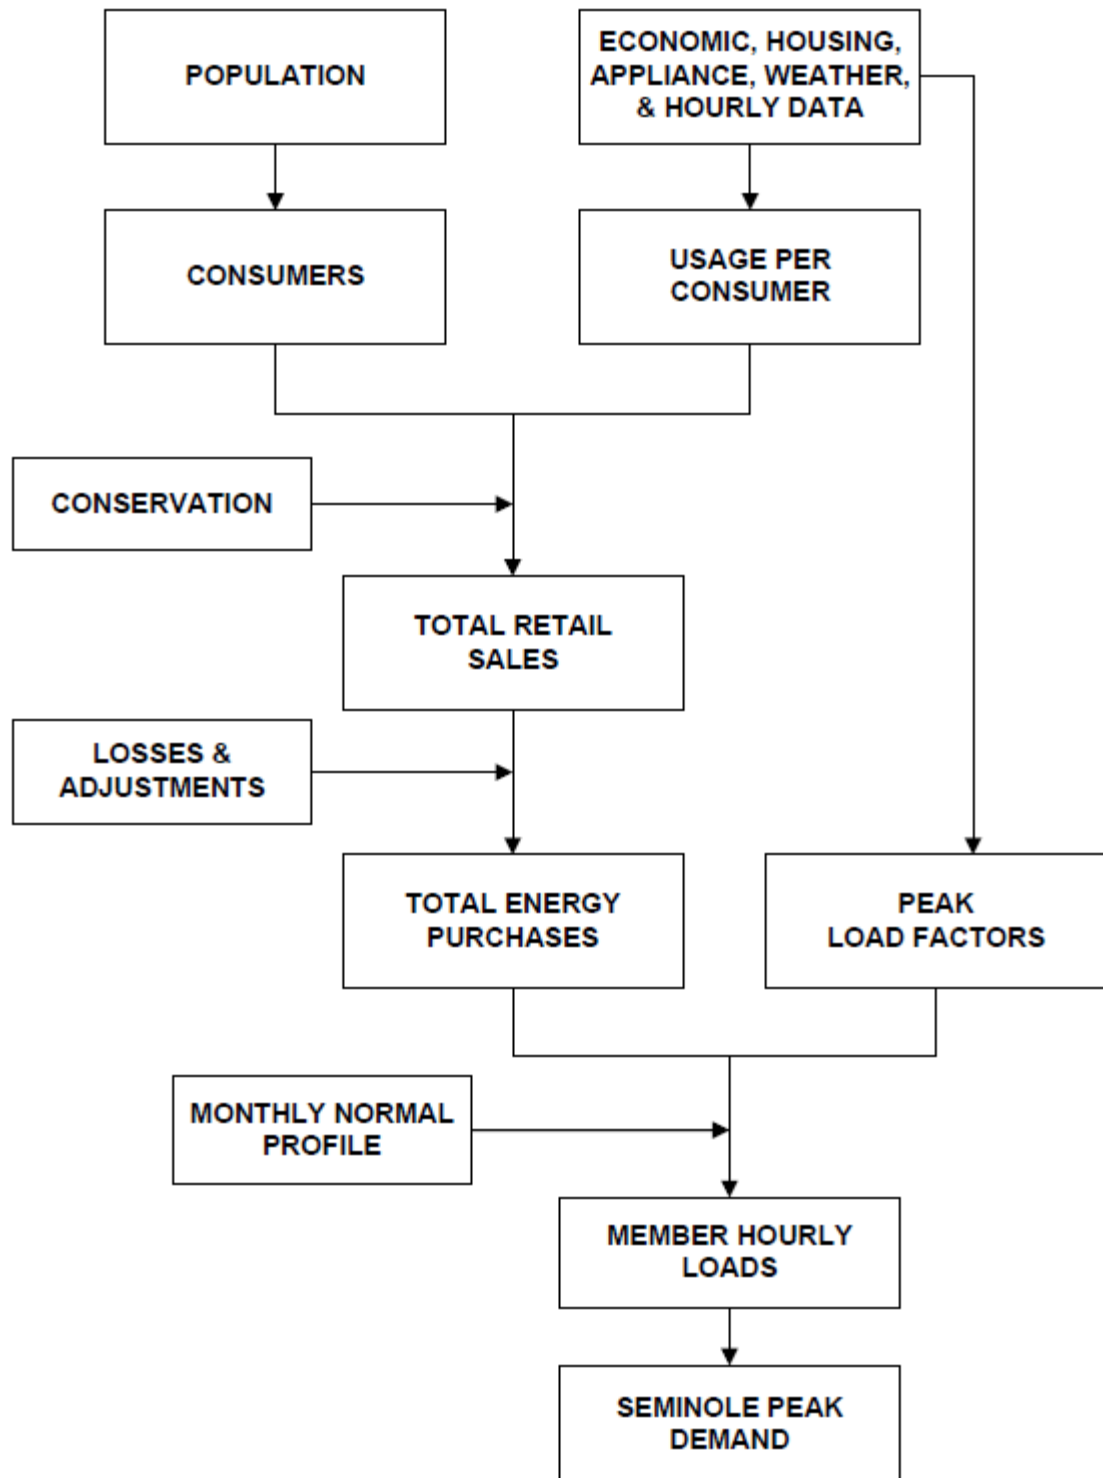 POPULATION
ECONOMIC, HOUSING,
APPLIANCE, WEATHER,
& HOURLY DATA
CONSUMERS
USAGE PER
CONSUMER
CONSERVATION
TOTAL RETAIL
SALES
LOSSES &
ADJUSTMENTS
TOTAL ENERGY
PURCHASES
PEAK
LOAD FACTORS
MONTHLY NORMAL
PROFILE
MEMBER HOURLY
LOADS
SEMINOLE PEAK
DEMAND